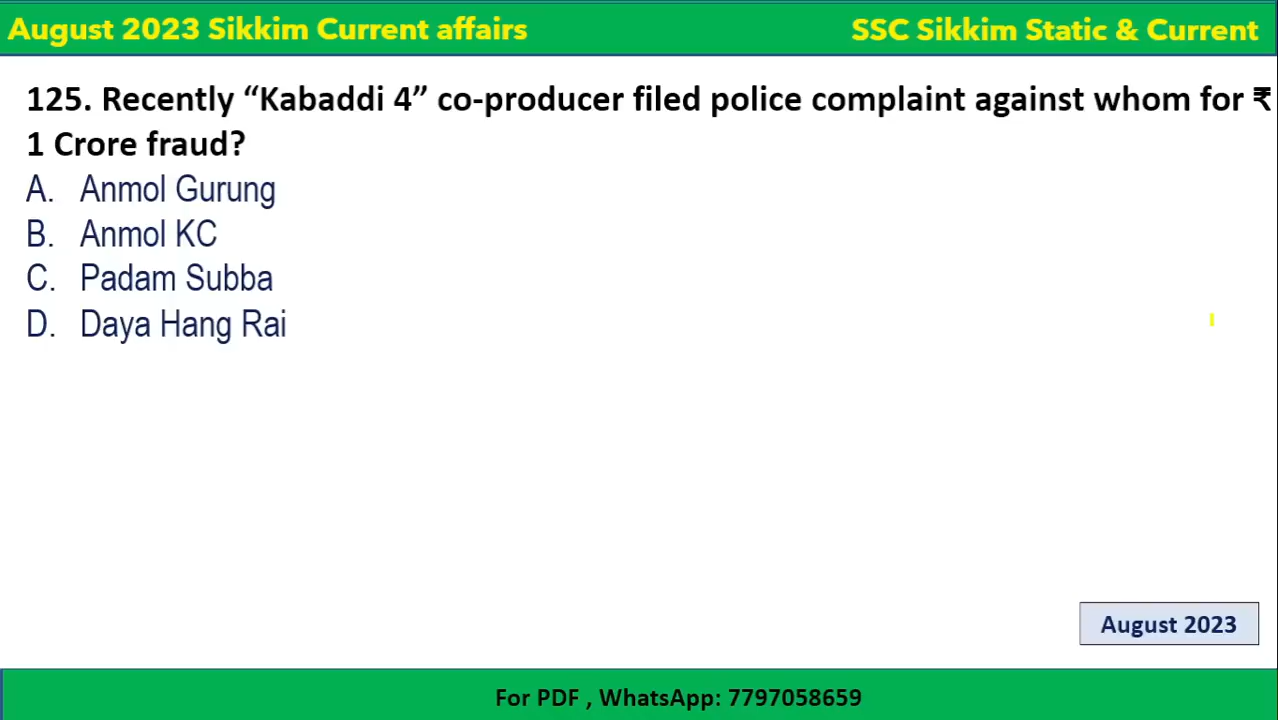 August 2023 Sikkim Current affairs
SSC Sikkim Static & Current
125. Recently “Kabaddi 4” co-producer filed police complaint against whom for ₹
1 Crore fraud?
A. Anmol Gurung
B. Anmol KC
C. Padam Subba
D. Daya Hang Rai
August 2023
For PDF , WhatsApp: 7797058659